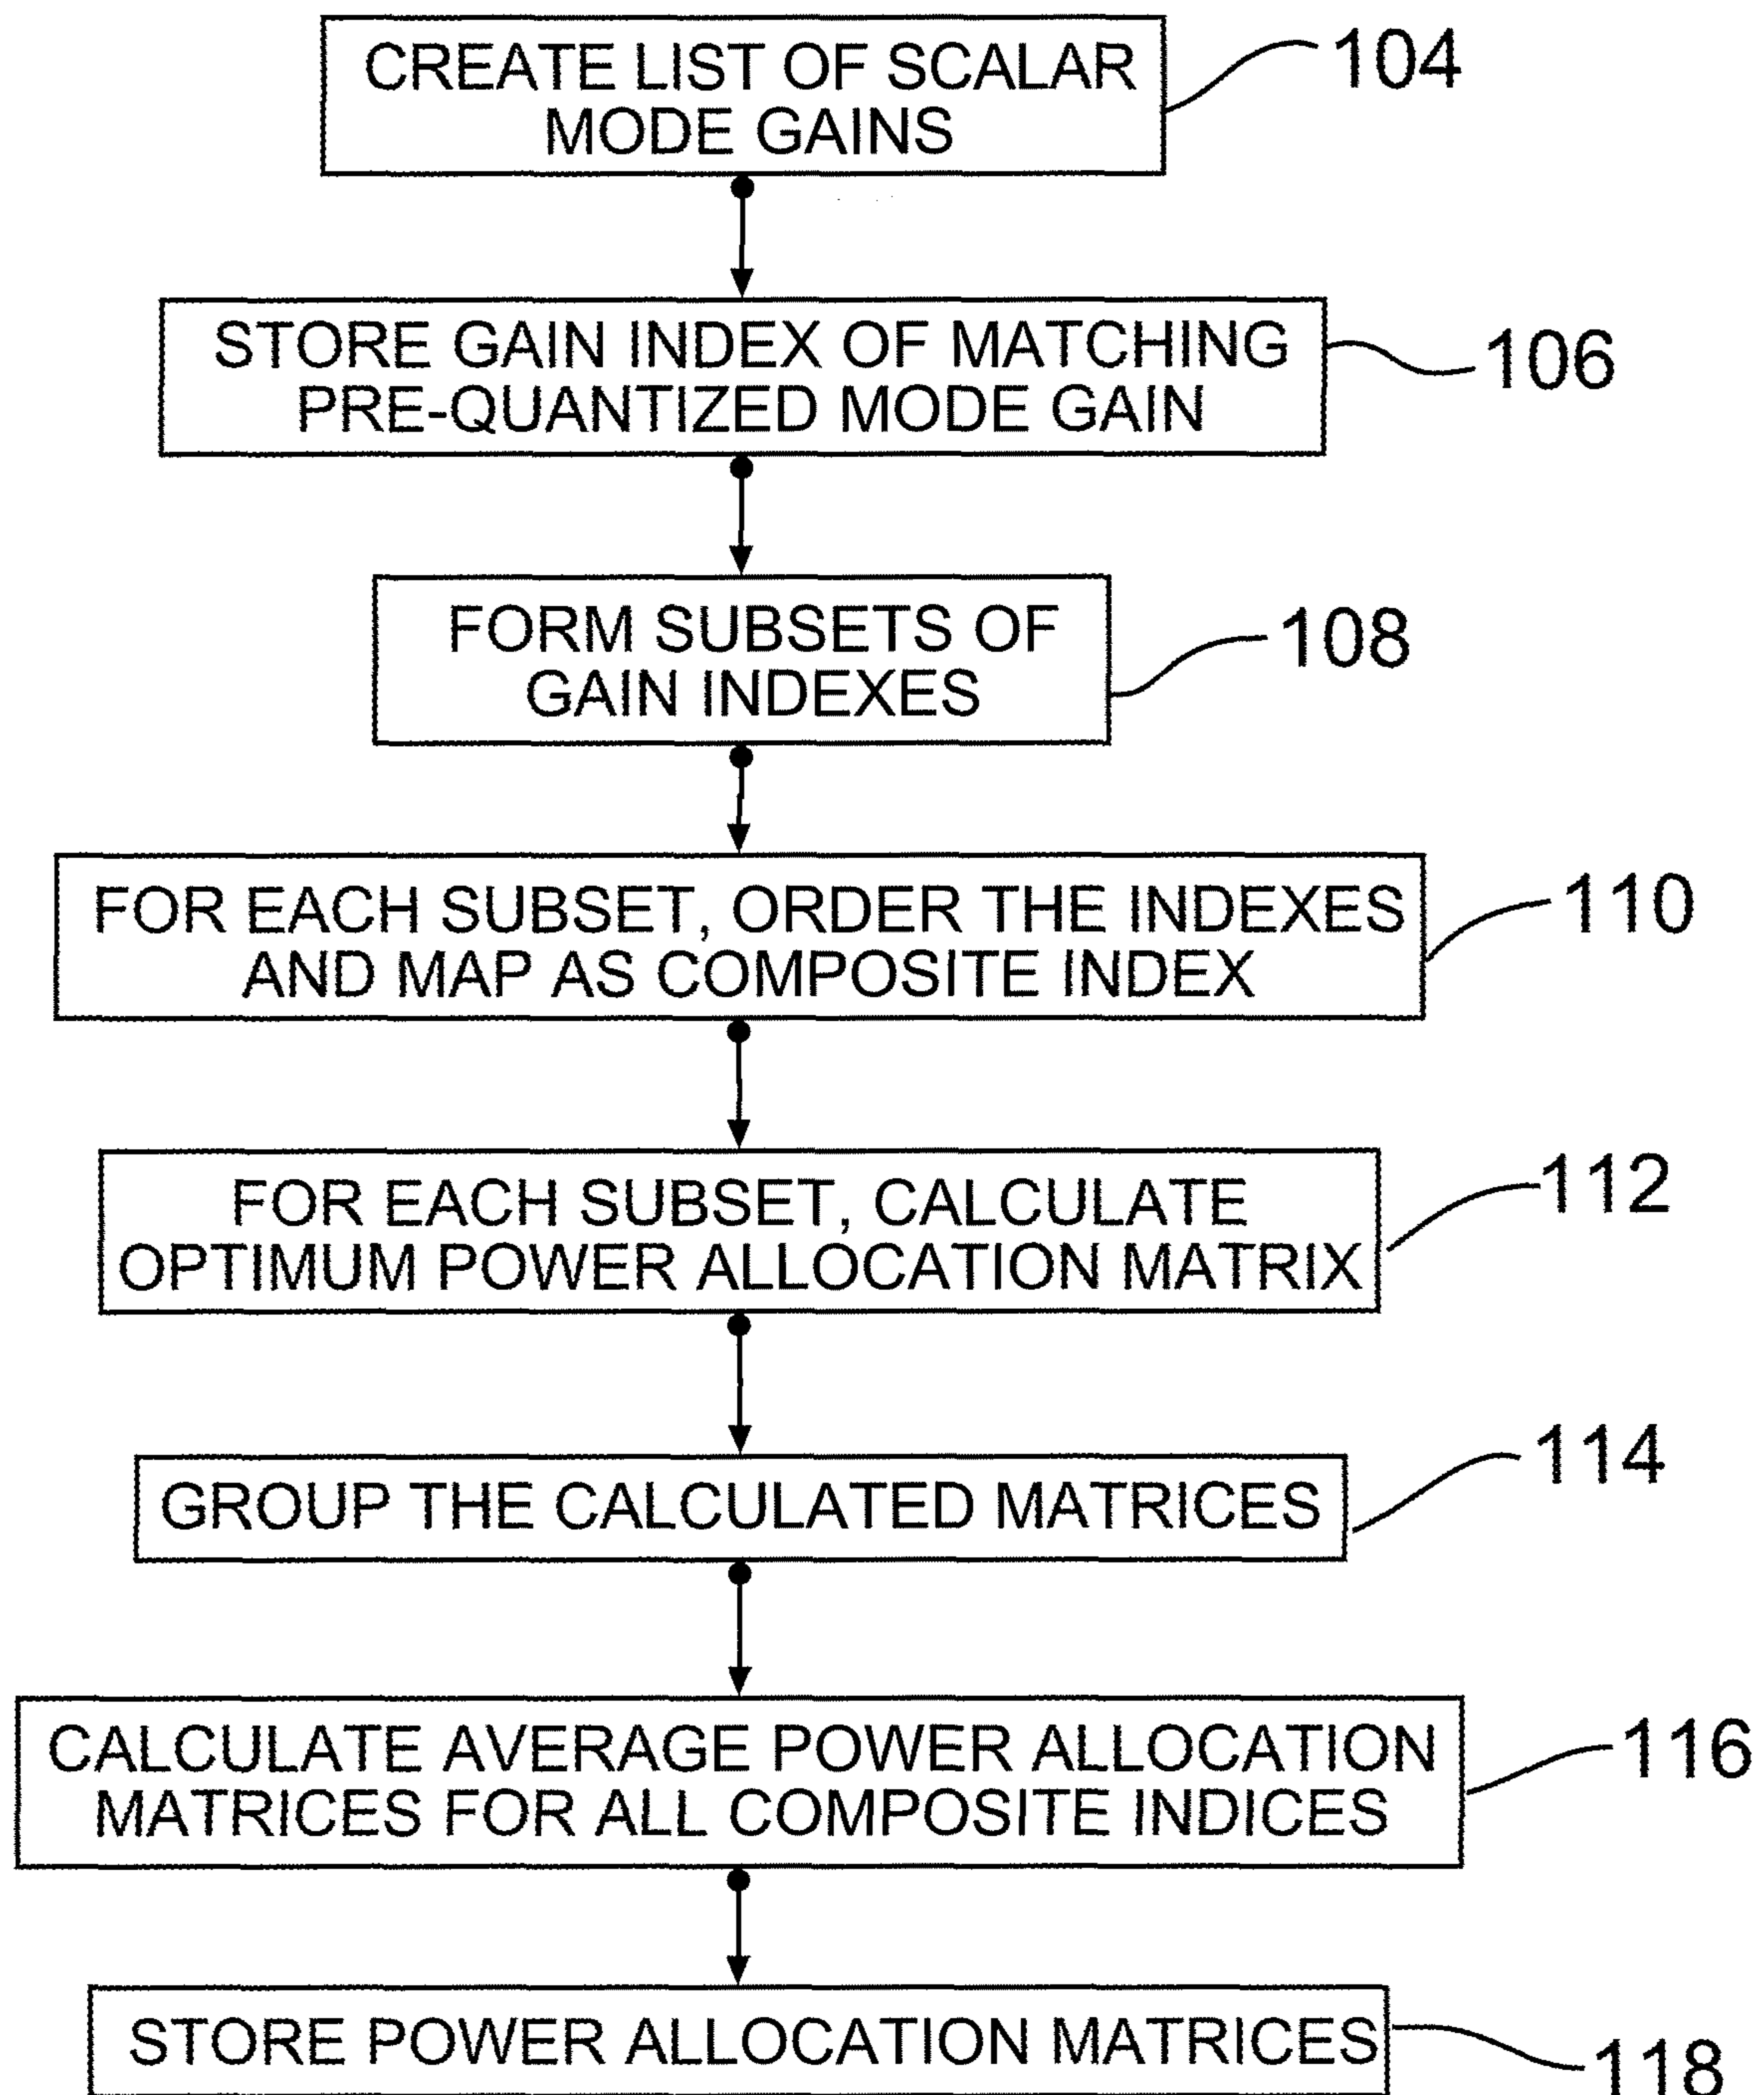 CREATE LIST OF SCALAR
MODE GAINS
104
STORE GAIN INDEX OF MATCHING
PRE-QUANTIZED MODE GAIN
106
FORM SUBSETS OF
GAIN INDEXES
108
FOR EACH SUBSET, ORDER THE INDEXES
AND MAP AS COMPOSITE INDEX
110
FOR EACH SUBSET, CALCULATE
OPTIMUM POWER ALLOCATION MATRIX
112
GROUP THE CALCULATED MATRICES
114
CALCULATE AVERAGE POWER ALLOCATION
MATRICES FOR ALL COMPOSITE INDICES
116
STORE POWER ALLOCATION MATRICES
118